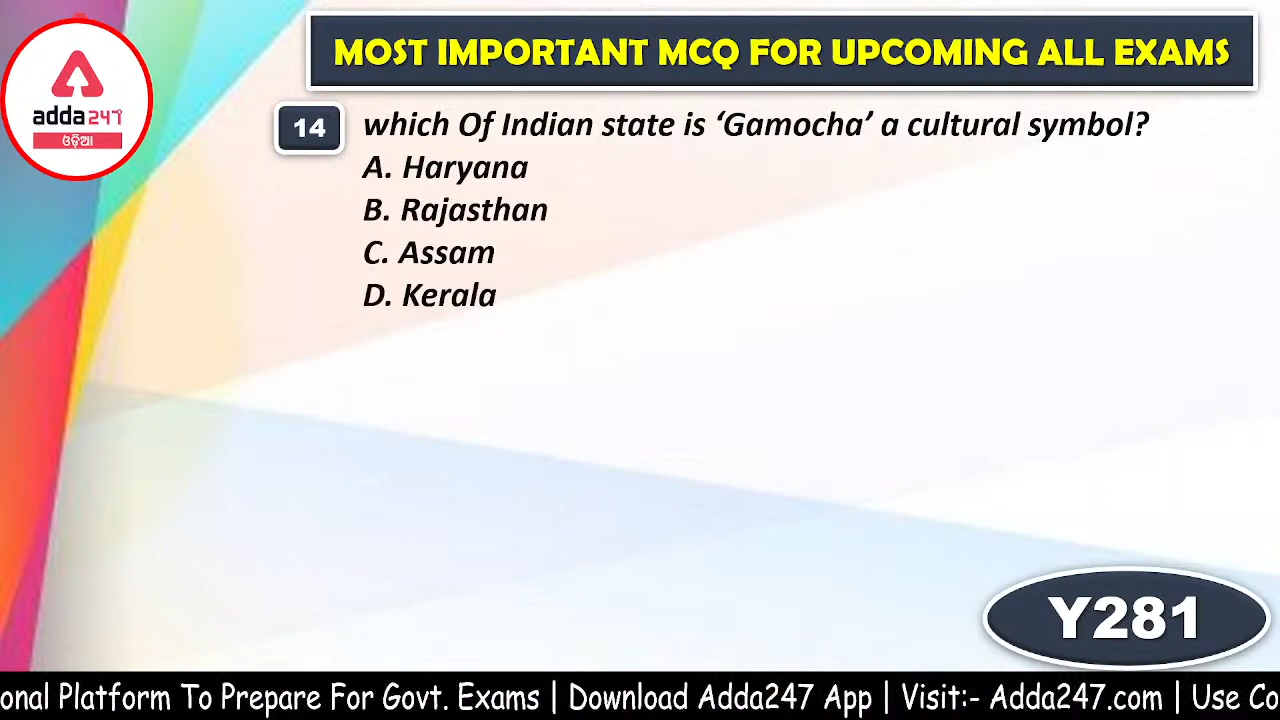 MOST IMPORTANT MCQ FOR UPCOMING ALL EXAMS
adda247
ଓଡ଼ିଆ
14 which Of Indian state is ‘Gamocha’ a cultural symbol?
A. Haryana
B. Rajasthan
C. Assam
D. Kerala
Y281
onal Platform To Prepare For Govt. Exams | Download Adda247 App | Visit:- Adda247.com | Use Co